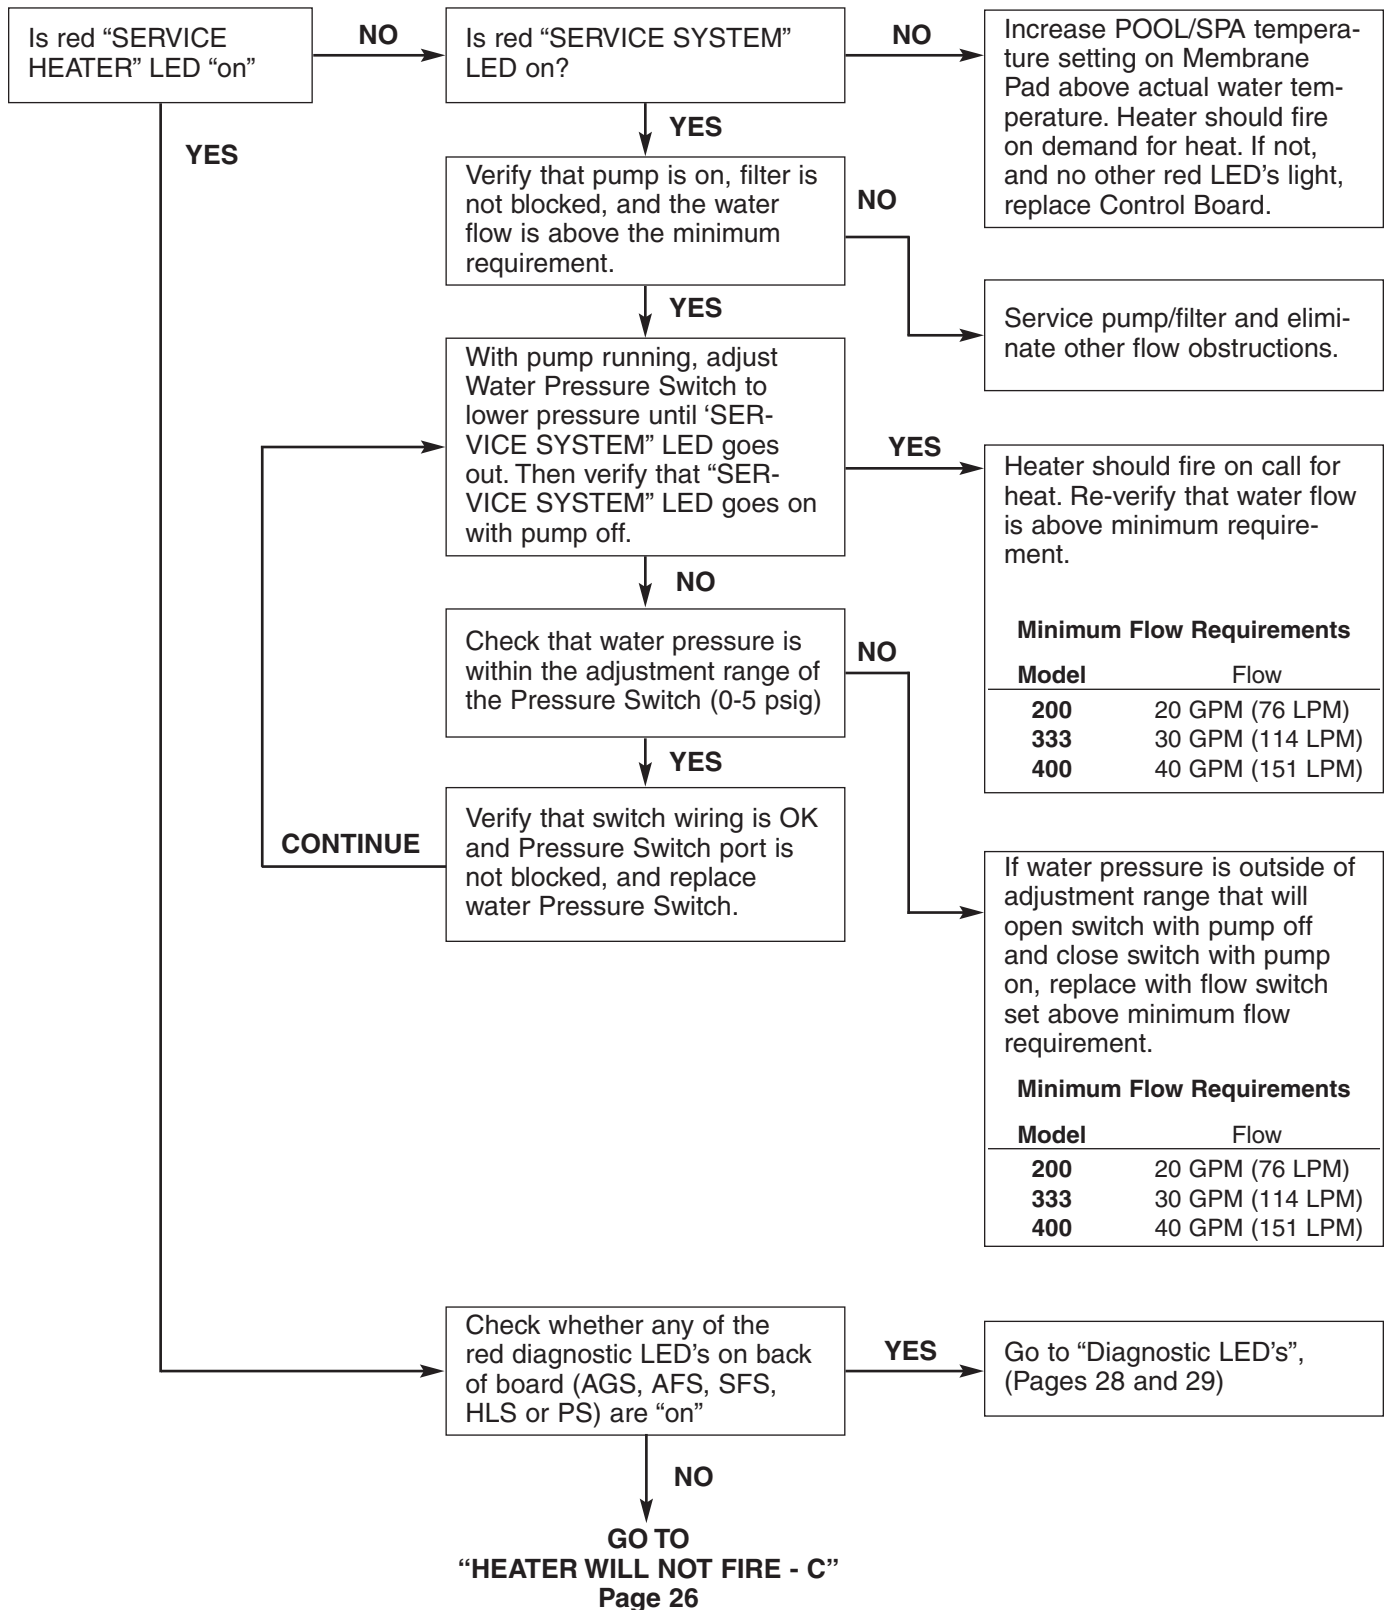 Is red “SERVICE
HEATER” LED “on”
NO
Is red “SERVICE SYSTEM”
LED on?
NO
Increase POOL/SPA tempera-
ture setting on Membrane
Pad above actual water tem-
perature. Heater should fire
on demand for heat. If not,
and no other red LED’s light,
replace Control Board.
YES
YES
Verify that pump is on, filter is
not blocked, and the water
flow is above the minimum
requirement.
NO
Service pump/filter and elimi-
nate other flow obstructions.
YES
With pump running, adjust
Water Pressure Switch to
lower pressure until ‘SER-
VICE SYSTEM” LED goes
out. Then verify that “SER-
VICE SYSTEM” LED goes on
with pump off.
YES
Heater should fire on call for
heat. Re-verify that water flow
is above minimum require-
ment.
Minimum Flow Requirements
Model Flow
200 20 GPM (76 LPM)
333 30 GPM (114 LPM)
400 40 GPM (151 LPM)
NO
Check that water pressure is
within the adjustment range of
the Pressure Switch (0-5 psig)
NO
YES
Verify that switch wiring is OK
and Pressure Switch port is
not blocked, and replace
water Pressure Switch.
CONTINUE
If water pressure is outside of
adjustment range that will
open switch with pump off
and close switch with pump
on, replace with flow switch
set above minimum flow
requirement.
Minimum Flow Requirements
Model Flow
200 20 GPM (76 LPM)
333 30 GPM (114 LPM)
400 40 GPM (151 LPM)
Check whether any of the
red diagnostic LED's on back
of board (AGS, AFS, SFS,
HLS or PS) are “on”
YES
Go to “Diagnostic LED’s”,
(Pages 28 and 29)
NO
GO TO
“HEATER WILL NOT FIRE - C”
Page 26